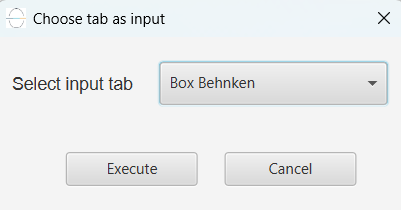 Choose tab as input
Select input tab Box Behnken
Execute Cancel